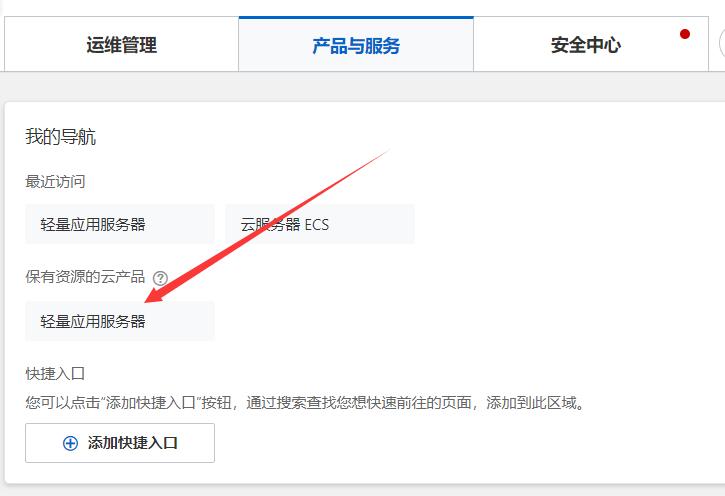 运维管理 产品与服务 安全中心
我的导航
最近访问
轻量应用服务器 云服务器 ECS
保有资源的云产品 ?
轻量应用服务器
快捷入口
您可以点击“添加快捷入口”按钮，通过搜索查找您想快速前往的页面，添加到此区域。
添加快捷入口